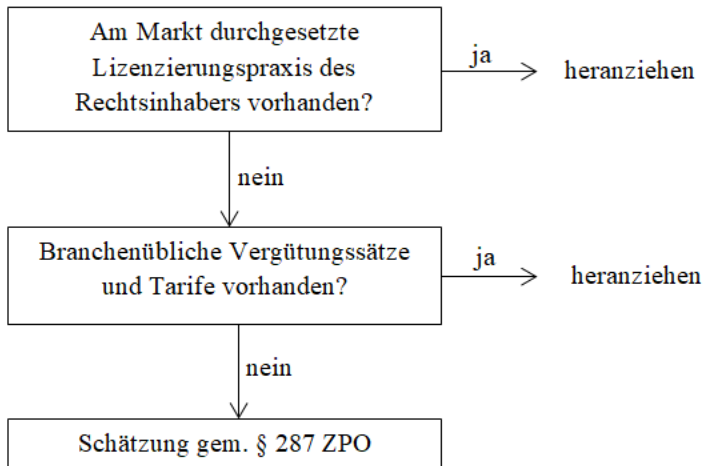 Am Markt durchgesetzte
Lizenzierungspraxis des
Rechtsinhabers vorhanden?
ja
heranziehen
nein
Branchenübliche Vergütungssätze
und Tarife vorhanden?
ja
heranziehen
nein
Schätzung gem. § 287 ZPO